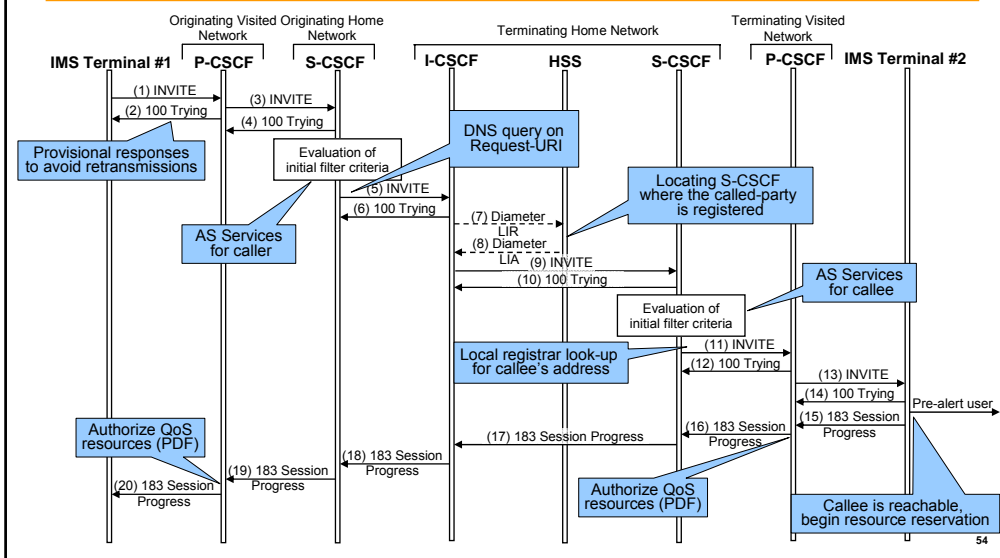 Originating Visited Originating Home
Network
Network
Terminating Home Network
Terminating Visited
Network
IMS Terminal #1
P-CSCF
S-CSCF
I-CSCF
HSS
S-CSCF
P-CSCF
IMS Terminal #2
(1) INVITE
(2) 100 Trying
(3) INVITE
(4) 100 Trying
Provisional responses
to avoid retransmissions
Evaluation of
initial filter criteria
DNS query on
Request-URI
(5) INVITE
(6) 100 Trying
AS Services
for caller
Locating S-CSCF
where the called-party
is registered
(7) Diameter
LIR
(8) Diameter
LIA
(9) INVITE
(10) 100 Trying
AS Services
for callee
Evaluation of
initial filter criteria
Local registrar look-up
for callee's address
(11) INVITE
(12) 100 Trying
(13) INVITE
(14) 100 Trying
Pre-alert user
(15) 183 Session
Progress
(16) 183 Session
Progress
(17) 183 Session Progress
(18) 183 Session
Progress
Authorize QoS
resources (PDF)
(19) 183 Session
Progress
(20) 183 Session
Progress
Authorize QoS
resources (PDF)
Callee is reachable,
begin resource reservation
54